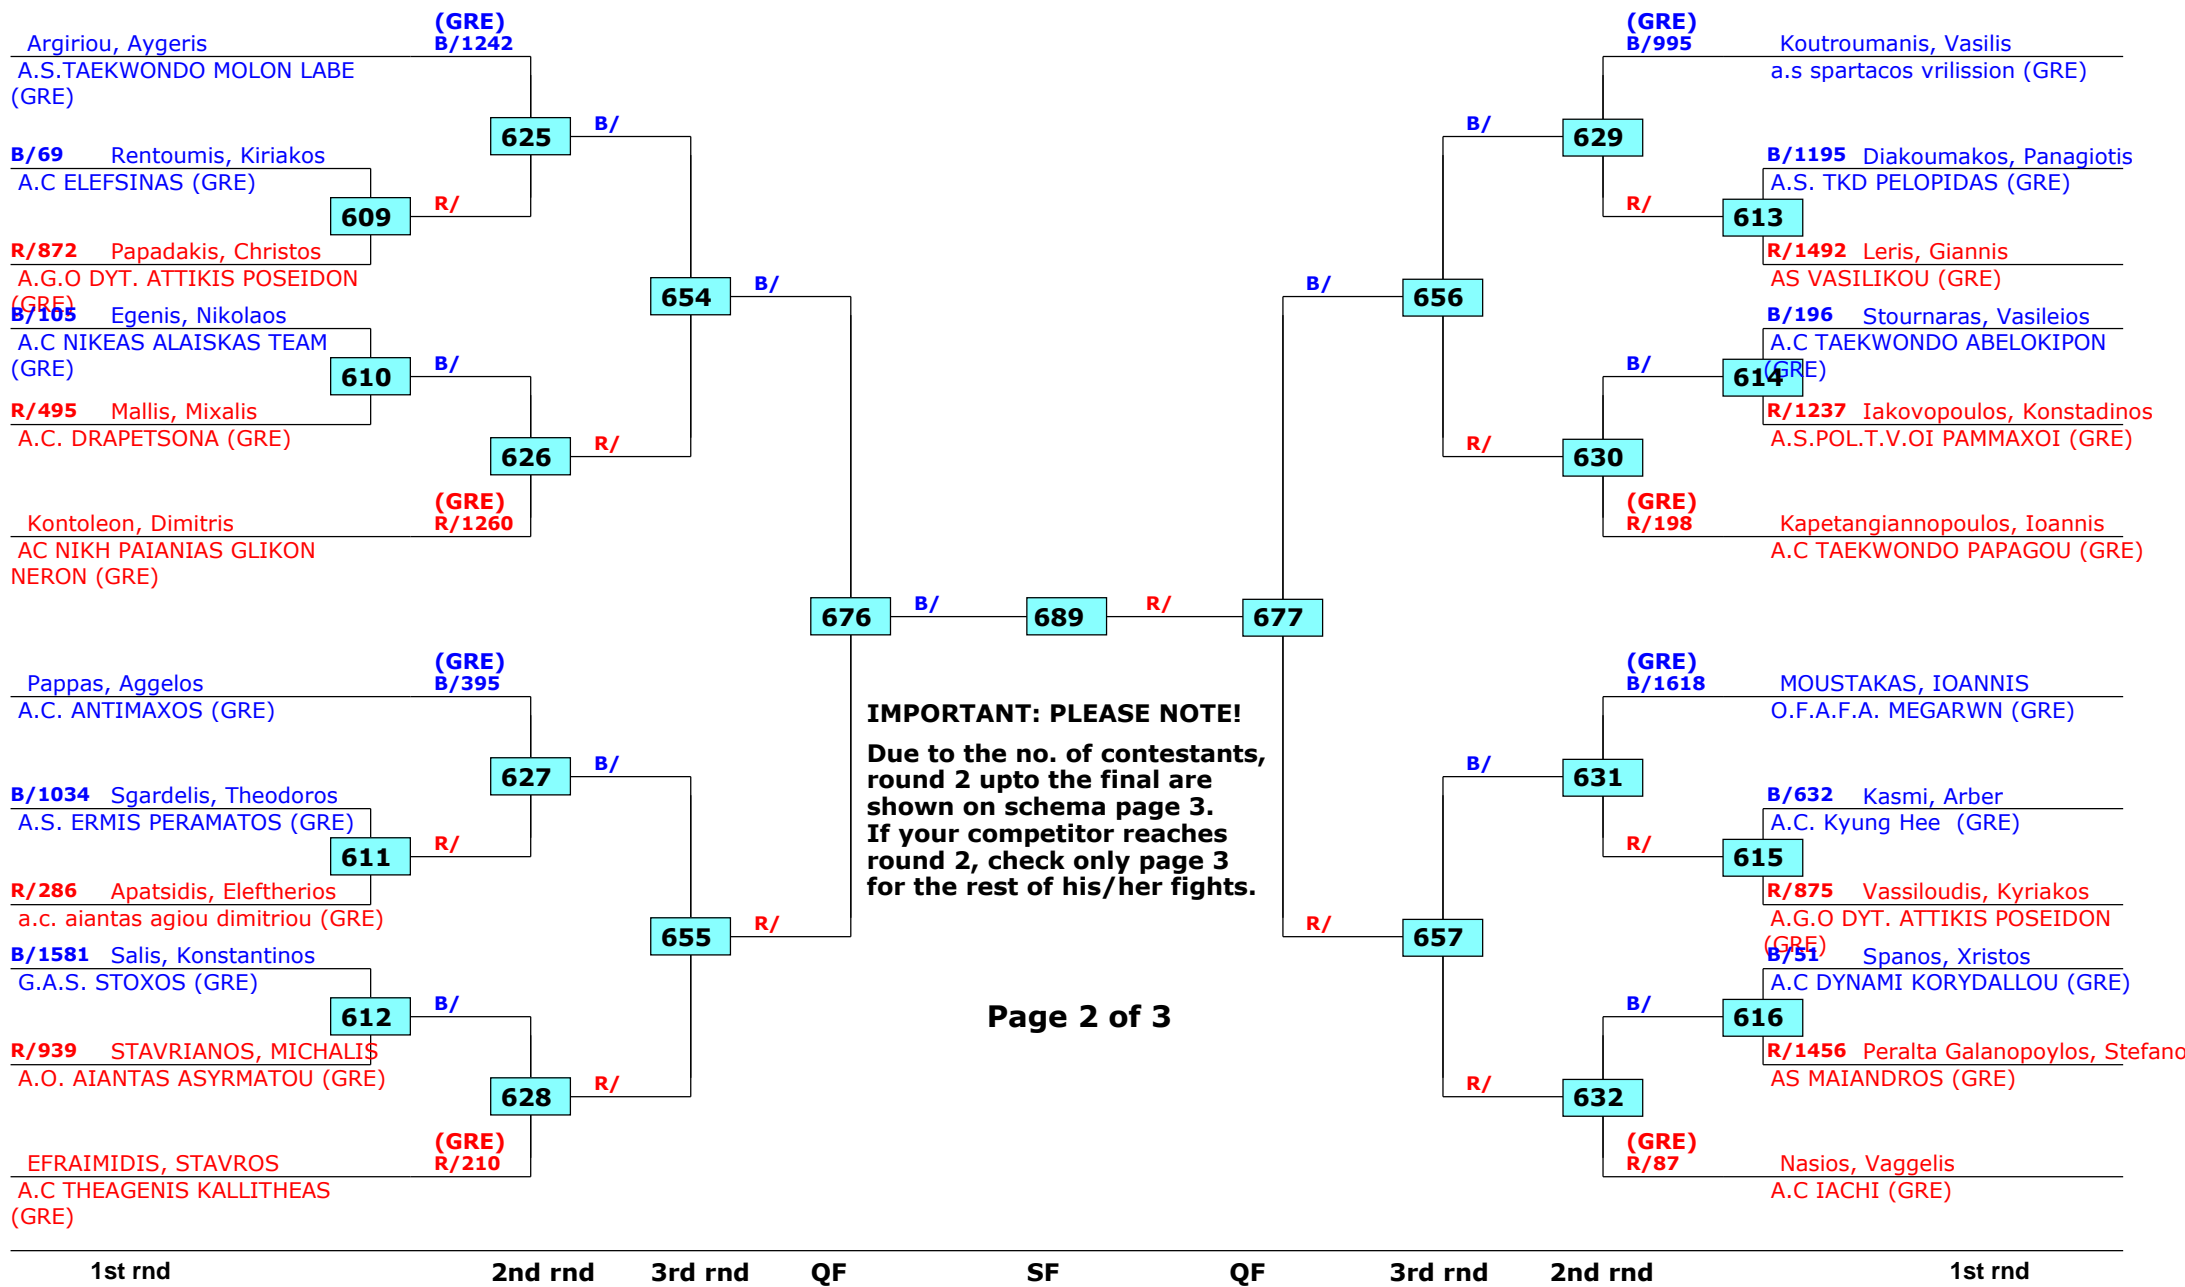 (GRE)
Argiriou, Aygeris B/1242
A.S.TAEKWONDO MOLON LABE
(GRE)
625
B/
B/69 Rentoumis, Kiriakos
A.C ELEFSINAS (GRE)
609
R/
R/872 Papadakis, Christos
A.G.O DYT. ATTIKIS POSEIDON
(GRE)
654
B/
B/105 Egenis, Nikolaos
A.C NIKEAS ALAISKAS TEAM
(GRE)
610
B/
R/495 Mallis, Mixalis
A.C. DRAPETSONA (GRE)
626
R/
(GRE)
Kontoleon, Dimitris R/1260
AC NIKH PAIANIAS GLIKON
NERON (GRE)
676
B/
689
R/
677
(GRE)
Pappas, Aggelos B/395
A.C. ANTIMAXOS (GRE)
627
B/
B/1034 Sgardelis, Theodoros
A.S. ERMIS PERAMATOS (GRE)
611
R/
R/286 Apatsidis, Eleftherios
a.c. aiantas agiou dimitriou (GRE)
655
R/
B/1581 Salis, Konstantinos
G.A.S. STOXOS (GRE)
612
B/
R/939 STAVRIANOS, MICHALIS
A.O. AIANTAS ASYRMATOU (GRE)
628
R/
(GRE)
EFRAIMIDIS, STAVROS R/210
A.C THEAGENIS KALLITHEAS
(GRE)
IMPORTANT: PLEASE NOTE!
Due to the no. of contestants,
round 2 upto the final are
shown on schema page 3.
If your competitor reaches
round 2, check only page 3
for the rest of his/her fights.
Page 2 of 3
(GRE)
B/995 Koutroumanis, Vasilis
a.s spartacos vrilission (GRE)
B/
629
B/1195 Diakoumakos, Panagiotis
A.S. TKD PELOPIDAS (GRE)
R/
613
R/1492 Leris, Giannis
AS VASILIKOU (GRE)
B/
656
B/196 Stournaras, Vasileios
A.C TAEKWONDO ABELOKIPON
(GRE)
B/
614
R/1237 Iakovopoulos, Konstadinos
A.S.POL.T.V.OI PAMMAXOI (GRE)
R/
630
(GRE)
R/198 Kapetangiannopoulos, Ioannis
A.C TAEKWONDO PAPAGOU (GRE)
(GRE)
B/1618 MOUSTAKAS, IOANNIS
O.F.A.F.A. MEGARWN (GRE)
B/
631
B/632 Kasmi, Arber
A.C. Kyung Hee (GRE)
R/
615
R/875 Vassiloudis, Kyriakos
A.G.O DYT. ATTIKIS POSEIDON
(GRE)
R/
657
B/51 Spanos, Xristos
A.C DYNAMI KORYDALLOU (GRE)
B/
616
R/1456 Peralta Galanopoylos, Stefano
AS MAIANDROS (GRE)
R/
632
(GRE)
R/87 Nasios, Vaggelis
A.C IACHI (GRE)
1st rnd 2nd rnd 3rd rnd QF SF QF 3rd rnd 2nd rnd 1st rnd